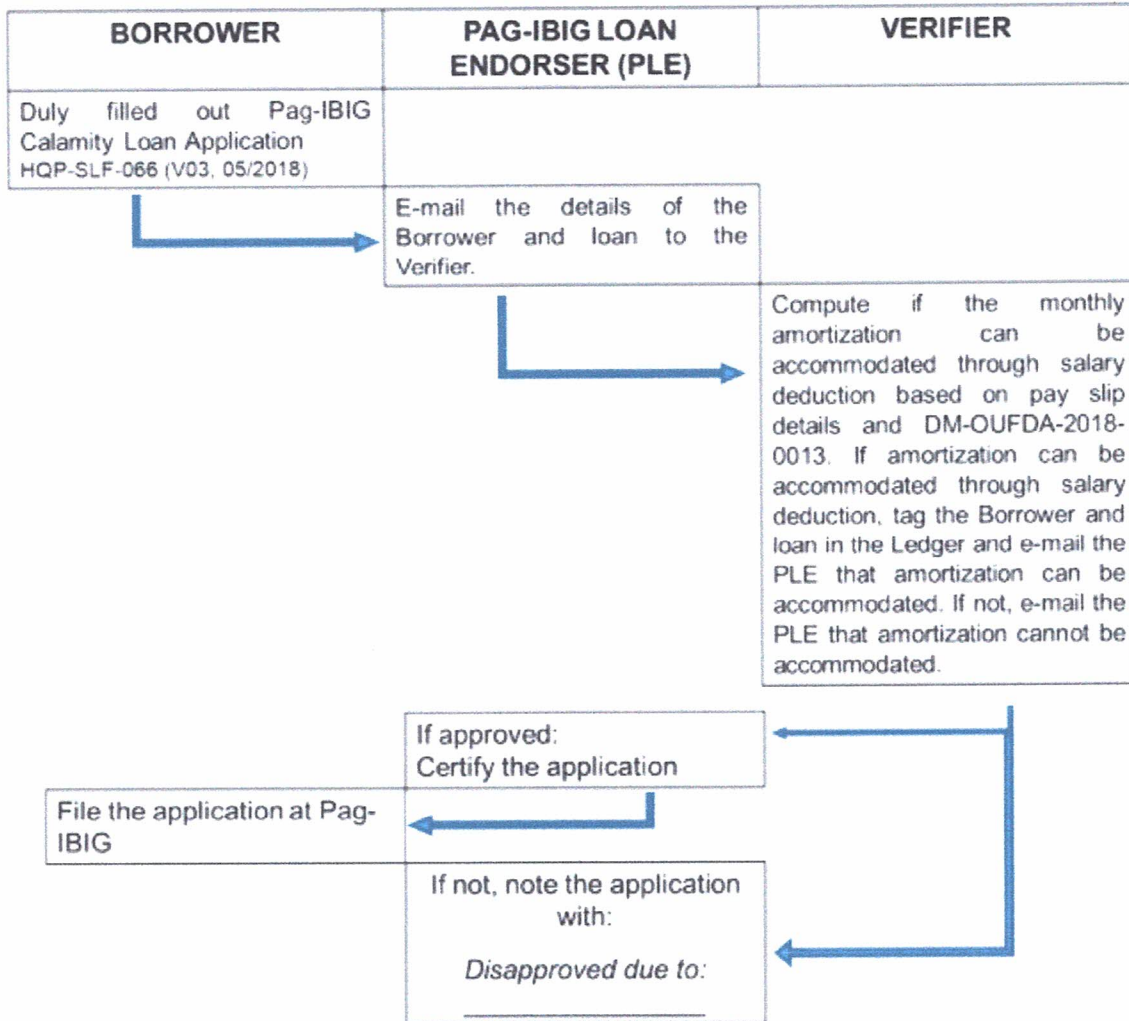 BORROWER
PAG-IBIG LOAN
ENDORSER (PLE)
VERIFIER
Duly filled out Pag-IBIG
Calamity Loan Application
HQP-SLF-066 (V03, 05/2018)
E-mail the details of the
Borrower and loan to the
Verifier.
Compute if the monthly
amortization can be
accommodated through salary
deduction based on pay slip
details and DM-OUFDA-2018-
0013. If amortization can be
accommodated through salary
deduction, tag the Borrower and
loan in the Ledger and e-mail the
PLE that amortization can be
accommodated. If not, e-mail the
PLE that amortization cannot be
accommodated.
If approved:
Certify the application
File the application at Pag-
IBIG
If not, note the application
with:
Disapproved due to: